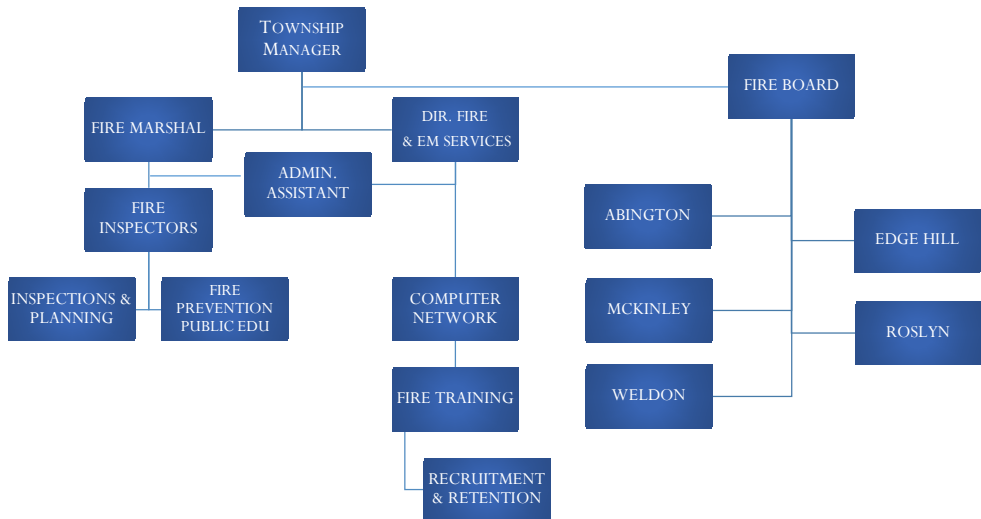 TOWNSHIP
MANAGER
FIRE BOARD
FIRE MARSHAL
DIR. FIRE
& EM SERVICES
ADMIN.
ASSISTANT
FIRE
INSPECTORS
ABINGTON
EDGE HILL
INSPECTIONS &
PLANNING
FIRE
PREVENTION
PUBLIC EDU
COMPUTER
NETWORK
MCKINLEY
ROSLYN
FIRE TRAINING
WELDON
RECRUITMENT
& RETENTION